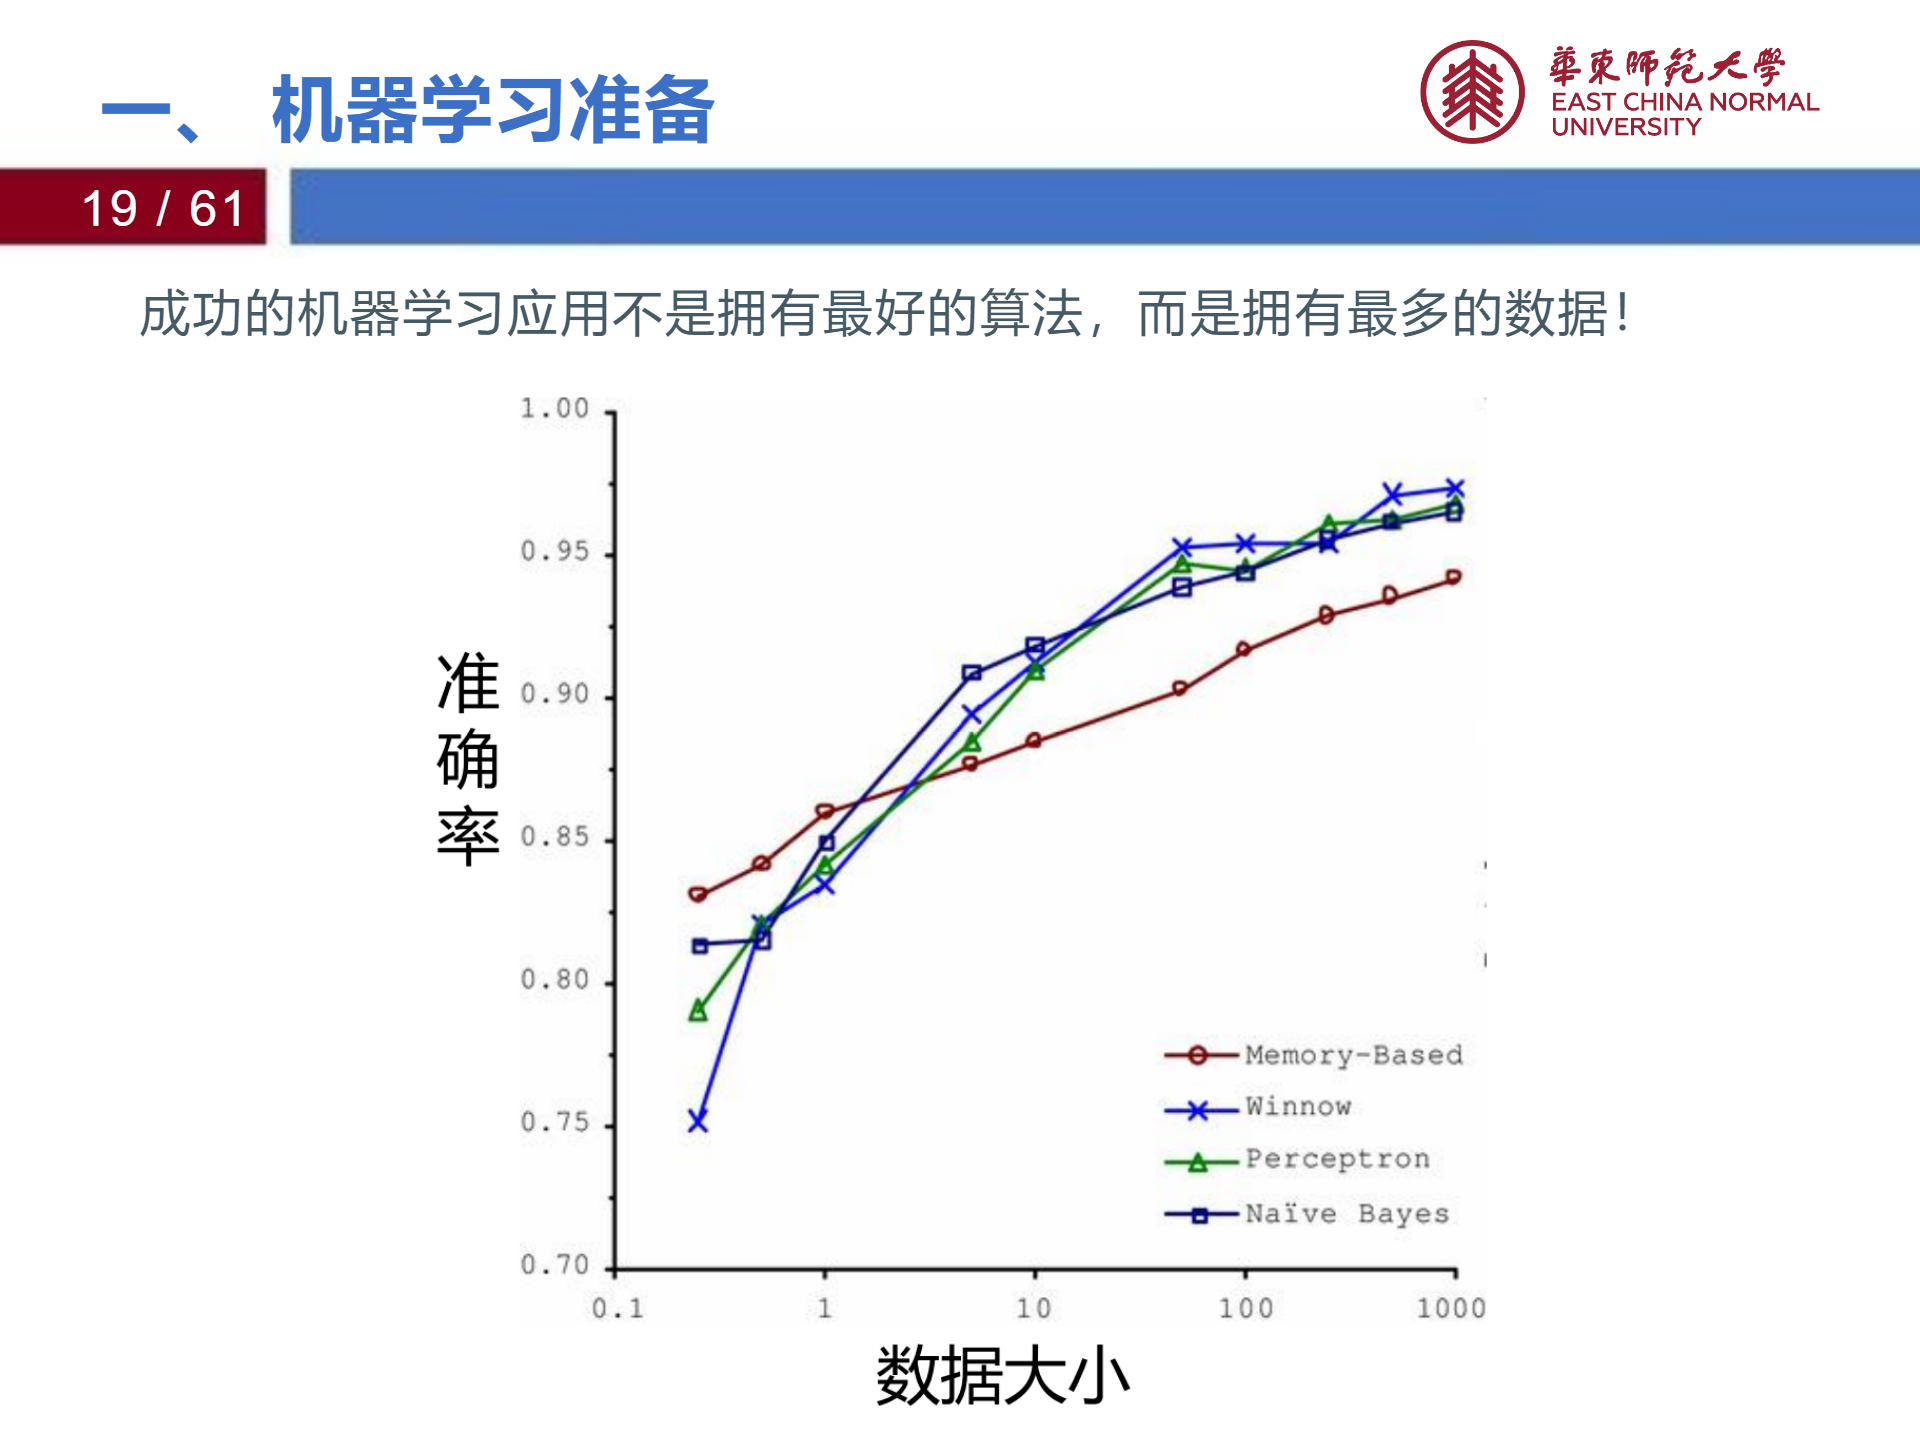 一、 机器学习准备
華東師範大學
EAST CHINA NORMAL
UNIVERSITY
19 / 61
成功的机器学习应用不是拥有最好的算法，而是拥有最多的数据！
1.00
0.95
0.90
0.85
0.80
0.75
0.70
准
确
率
Memory-Based
Winnow
Perceptron
Naïve Bayes
0.1 1 10 100 1000
数据大小